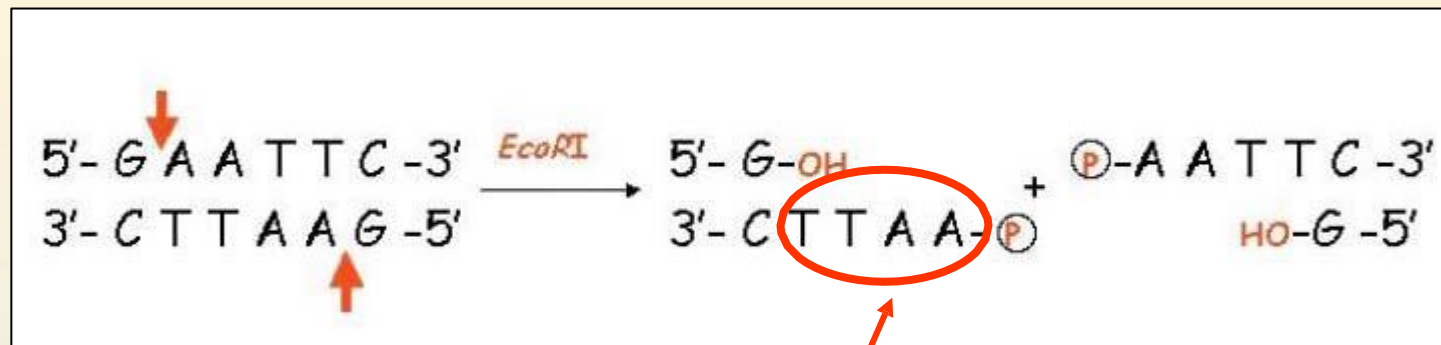 5'- G A A T T C -3' EcoRI 5'- G-OH + P-A A T T C -3'
3'- C T T A A G -5' 3'- C T T A A-P HO-G -5'